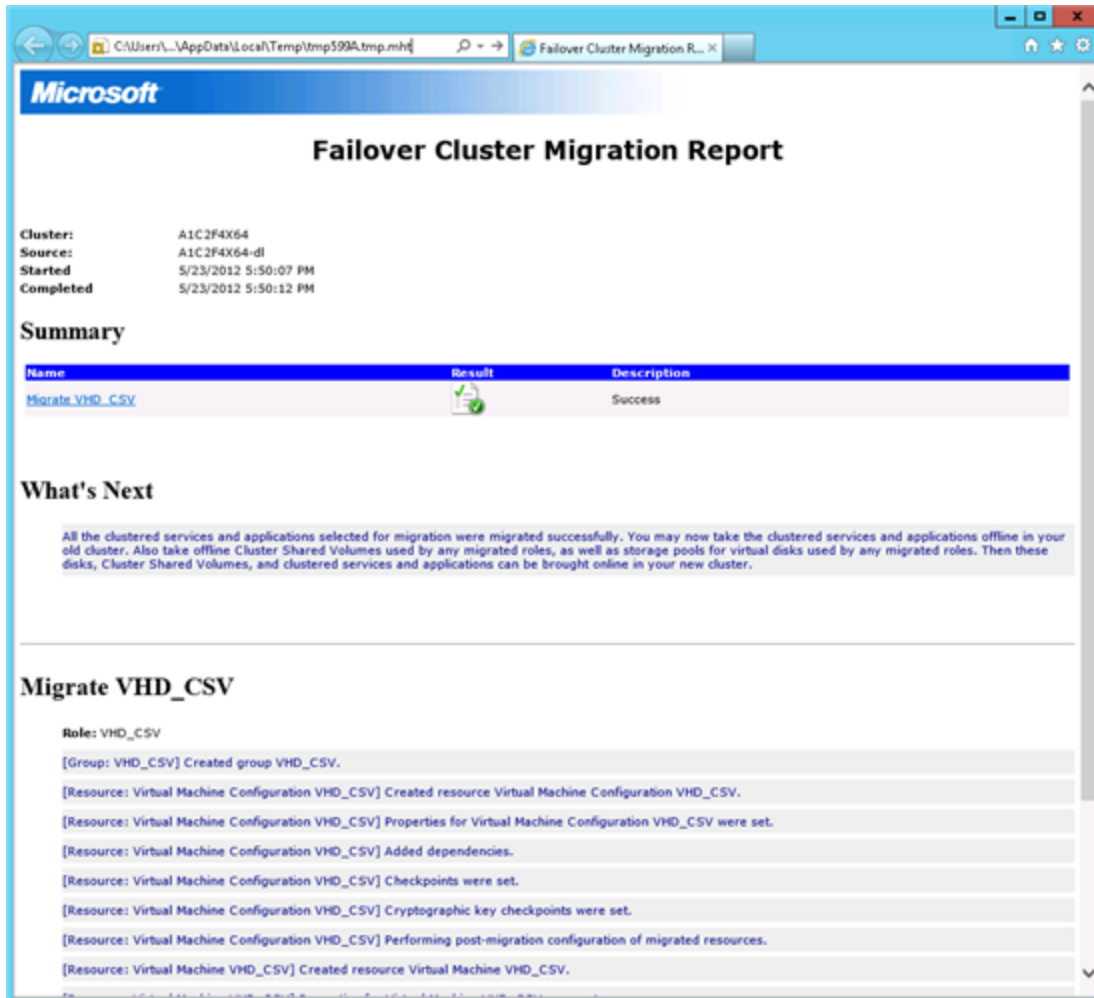 C:\Users\...\AppData\Local\Temp\tmp599A.tmp.mht
Failover Cluster Migration R...
Microsoft
Failover Cluster Migration Report
Cluster: A1C2F4X64
Source: A1C2F4X64-dl
Started 5/23/2012 5:50:07 PM
Completed 5/23/2012 5:50:12 PM
Summary
Name Result Description
Migrate VHD_CSV Success
What's Next
All the clustered services and applications selected for migration were migrated successfully. You may now take the clustered services and applications offline in your
old cluster. Also take offline Cluster Shared Volumes used by any migrated roles, as well as storage pools for virtual disks used by any migrated roles. Then these
disks, Cluster Shared Volumes, and clustered services and applications can be brought online in your new cluster.
Migrate VHD_CSV
Role: VHD_CSV
[Group: VHD_CSV] Created group VHD_CSV.
[Resource: Virtual Machine Configuration VHD_CSV] Created resource Virtual Machine Configuration VHD_CSV.
[Resource: Virtual Machine Configuration VHD_CSV] Properties for Virtual Machine Configuration VHD_CSV were set.
[Resource: Virtual Machine Configuration VHD_CSV] Added dependencies.
[Resource: Virtual Machine Configuration VHD_CSV] Checkpoints were set.
[Resource: Virtual Machine Configuration VHD_CSV] Cryptographic key checkpoints were set.
[Resource: Virtual Machine Configuration VHD_CSV] Performing post-migration configuration of migrated resources.
[Resource: Virtual Machine VHD_CSV] Created resource Virtual Machine VHD_CSV.